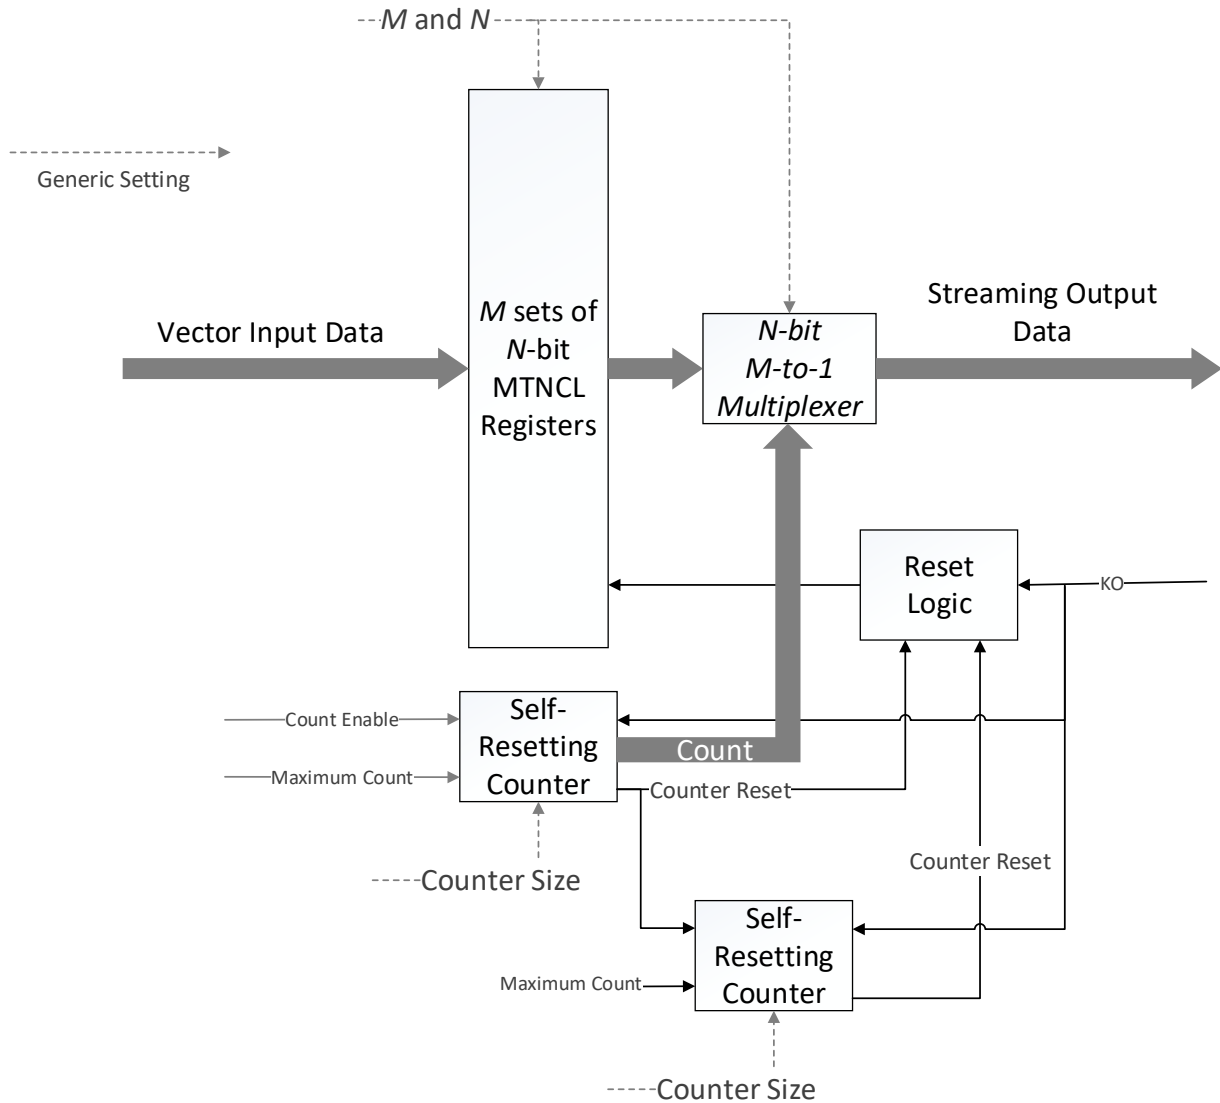 M and N
Generic Setting
Vector Input Data
M sets of
N-bit
MTNCL
Registers
N-bit
M-to-1
Multiplexer
Streaming Output
Data
Reset
Logic
KO
Count Enable
Maximum Count
Self-
Resetting
Counter
Count
Counter Reset
Counter Size
Counter Reset
Self-
Resetting
Counter
Maximum Count
Counter Size